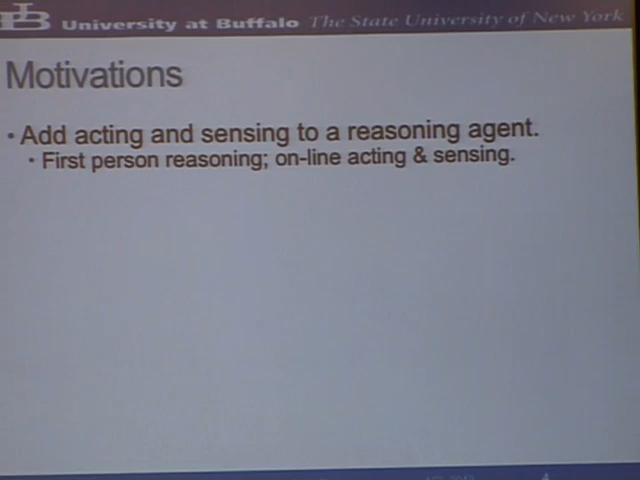 University at Buffalo The State University of New York
Motivations
• Add acting and sensing to a reasoning agent.
• First person reasoning; on-line acting & sensing.